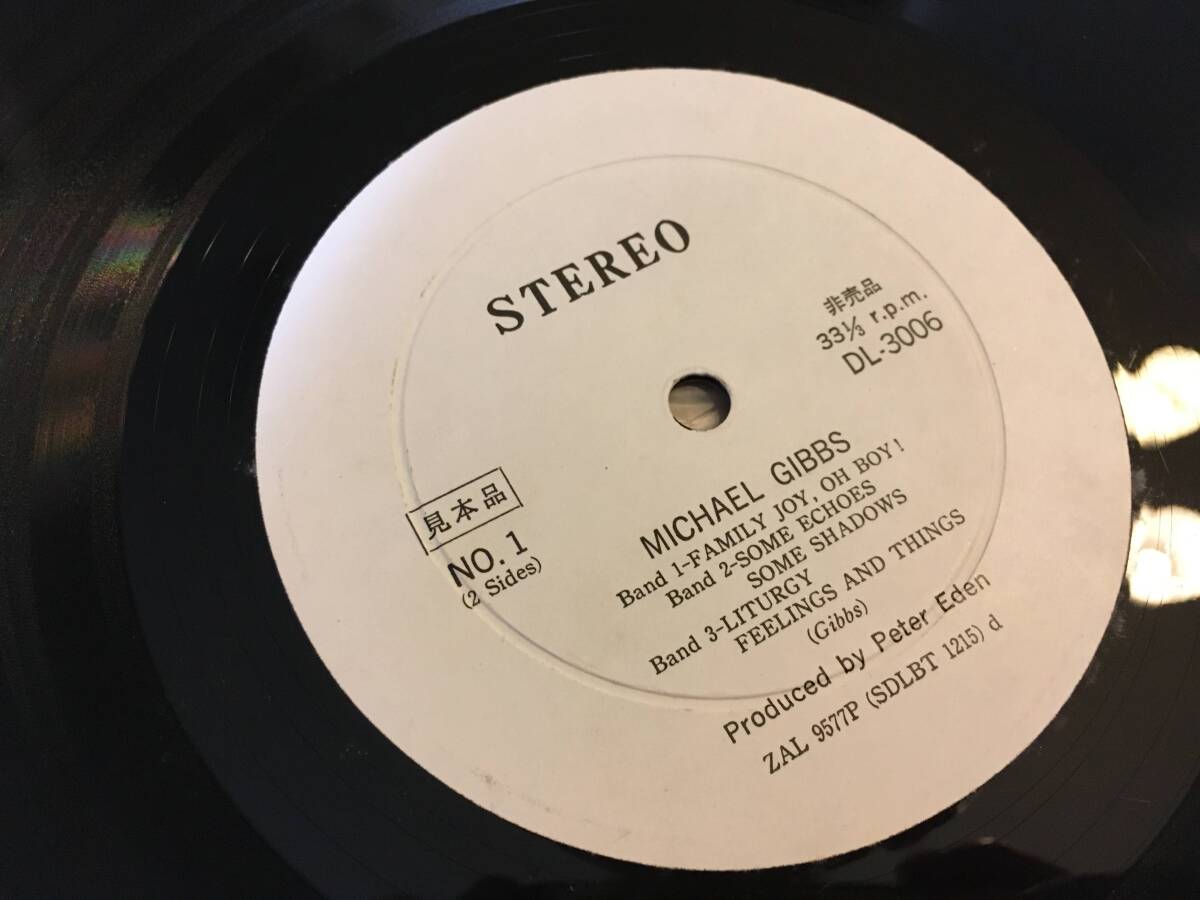 STEREO
非売品
33⅓ r.p.m.
DL-3006
見本品
NO. 1
(2 Sides)
MICHAEL GIBBS
Band 1-FAMILY JOY, OH BOY!
Band 2-SOME ECHOES
SOME SHADOWS
Band 3-LITURGY
FEELINGS AND THINGS
(Gibbs)
Produced by Peter Eden
ZAL 9577P (SDLBT 1215) d